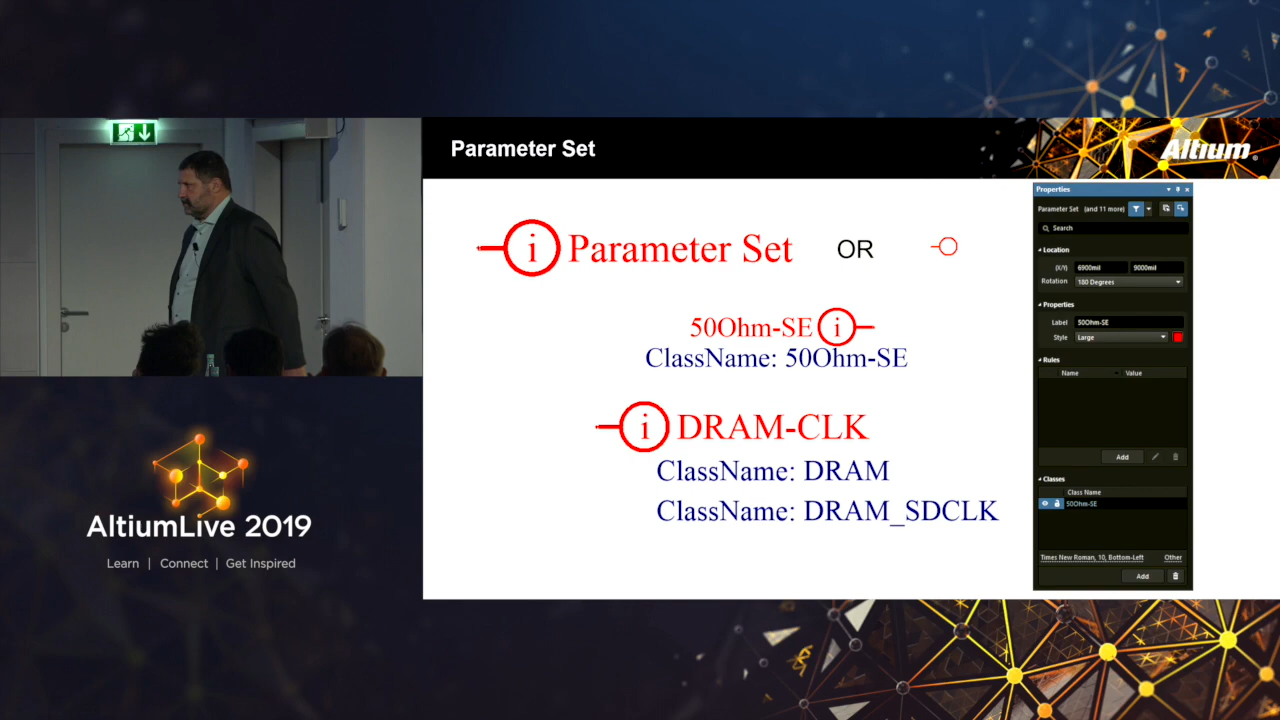 Parameter Set
Altium
i Parameter Set OR
50Ohm-SE i
ClassName: 50Ohm-SE
i DRAM-CLK
ClassName: DRAM
ClassName: DRAM_SDCLK
Properties
Parameter Set (and 11 more)
Search
Location
(X/Y) 6900mil 9000mil
Rotation 180 Degrees
Properties
Label 50Ohm-SE
Style Large
Rules
Name Value
Add
Classes
Class Name
50Ohm-SE
Times New Roman, 10, Bottom-Left Other
Add
AltiumLive 2019
Learn | Connect | Get Inspired